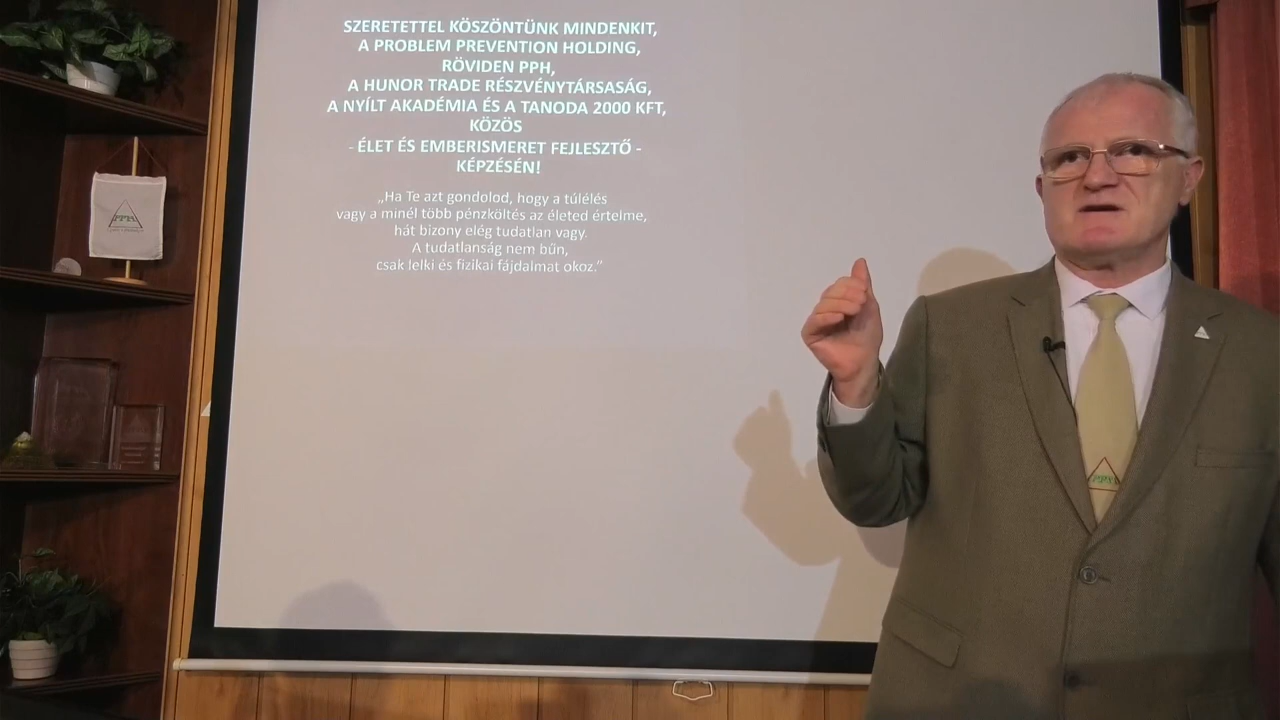 SZERETETTEL KÖSZÖNTÜNK MINDENKIT,
A PROBLEM PREVENTION HOLDING,
RÖVIDEN PPH,
A HUNOR TRADE RÉSZVÉNYTÁRSASÁG,
A NYÍLT AKADÉMIA ÉS A TANODA 2000 KFT,
KÖZÖS
- ÉLET ÉS EMBERISMERET FEJLESZTŐ -
KÉPZÉSÉN!
„Ha Te azt gondolod, hogy a túlélés
vagy a minél több pénzköltés az életed értelme,
hát bizony elég tudatlan vagy.
A tudatlanság nem bűn,
csak lelki és fizikai fájdalmat okoz.”